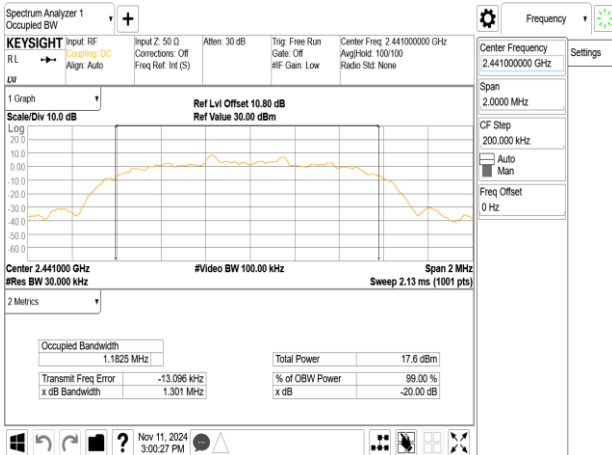 Spectrum Analyzer 1
Occupied BW
Frequency
KEYSIGHT
RL
Input: RF
Coupling: DC
Align: Auto
Input Z: 50 Ω
Corrections: Off
Freq Ref: Int (S)
Atten: 30 dB
Trig: Free Run
Gate: Off
#IF Gain: Low
Center Freq: 2.441000000 GHz
Avg|Hold: 100/100
Radio Std: None
Center Frequency
2.441000000 GHz
Settings
Span
2.0000 MHz
CF Step
200.000 kHz
Auto
Man
Freq Offset
0 Hz
1 Graph
Scale/Div 10.0 dB
Ref Lvl Offset 10.80 dB
Ref Value 30.00 dBm
Log
20.0
10.0
0.00
-10.0
-20.0
-30.0
-40.0
-50.0
-60.0
Center 2.441000 GHz
#Res BW 30.000 kHz
#Video BW 100.00 kHz
Span 2 MHz
Sweep 2.13 ms (1001 pts)
2 Metrics
Occupied Bandwidth
1.1825 MHz
Total Power 17.6 dBm
Transmit Freq Error -13.096 kHz
% of OBW Power 99.00 %
x dB Bandwidth 1.301 MHz
x dB -20.00 dB
Nov 11, 2024
3:00:27 PM